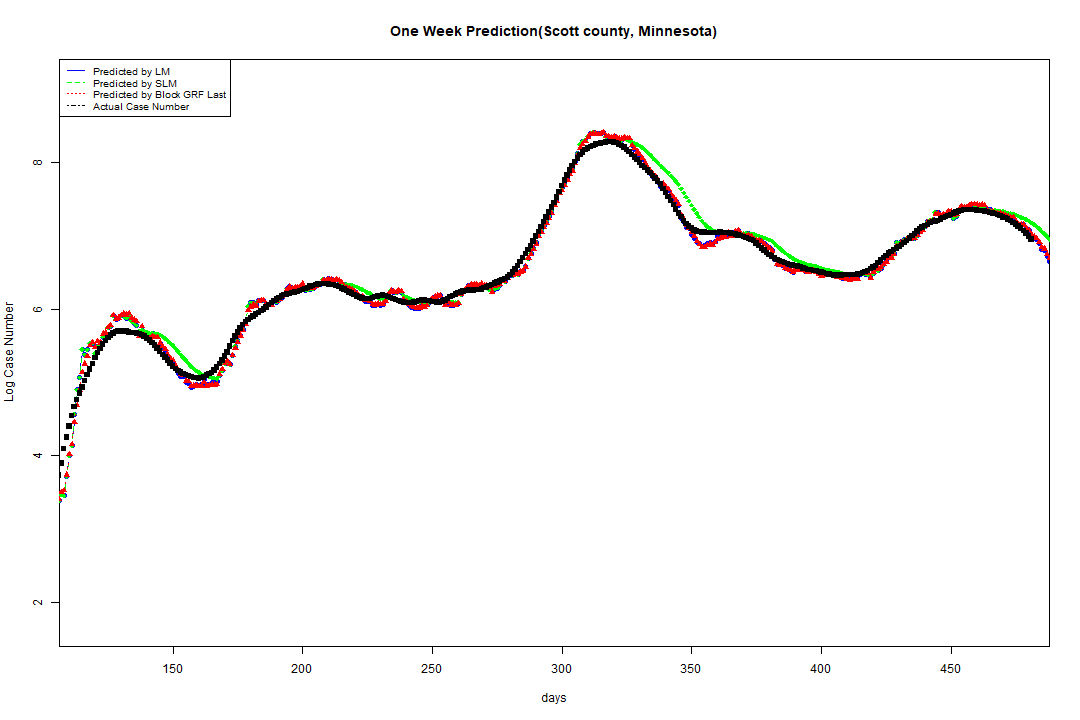 One Week Prediction(Scott county, Minnesota)
Predicted by LM
Predicted by SLM
Predicted by Block GRF Last
Actual Case Number
Log Case Number
8
6
4
2
150 200 250 300 350 400 450
days